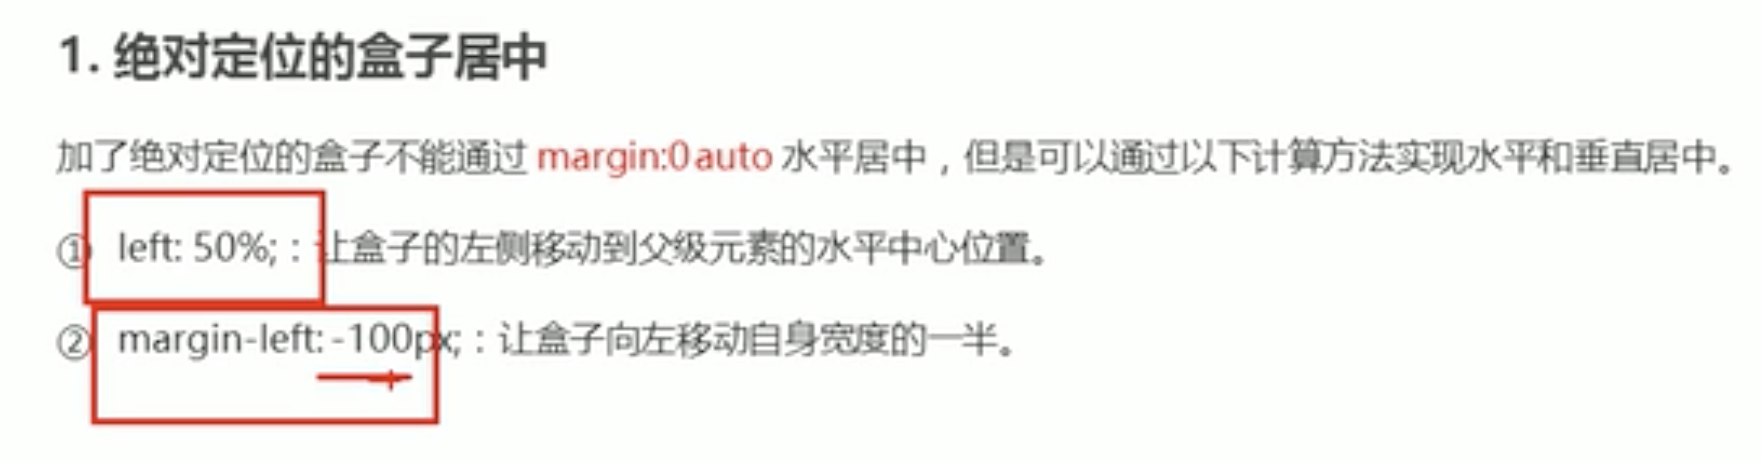 1. 绝对定位的盒子居中
加了绝对定位的盒子不能通过 margin:0 auto 水平居中，但是可以通过以下计算方法实现水平和垂直居中。
① left: 50%;：让盒子的左侧移动到父级元素的水平中心位置。
② margin-left: -100px;：让盒子向左移动自身宽度的一半。